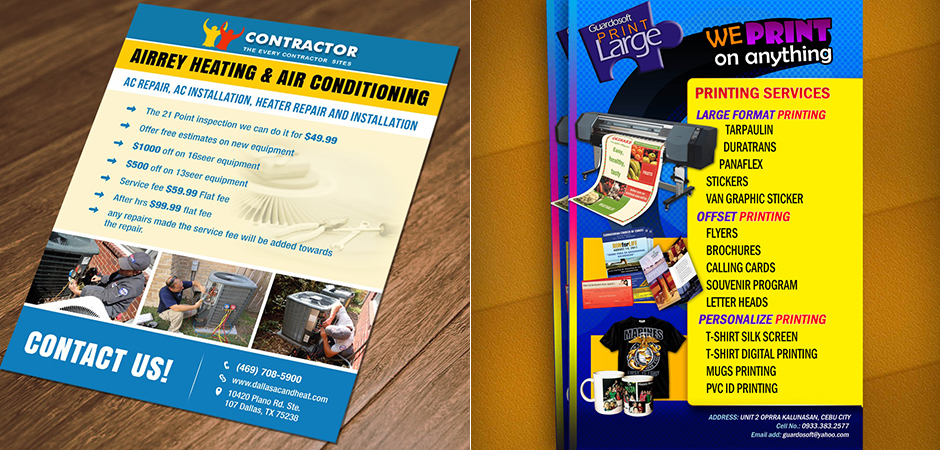 CONTRACTOR
THE EVERY CONTRACTOR SITES
AIRREY HEATING & AIR CONDITIONING
AC REPAIR, AC INSTALLATION, HEATER REPAIR AND INSTALLATION
The 21 Point inspection we can do it for $49.99
Offer free estimates on new equipment
$1000 off on 16seer equipment
$500 off on 13seer equipment
Service fee $59.99 Flat fee
After hrs $99.99 flat fee
any repairs made the service fee will be added towards
the repair.
CONTACT US!
(469) 708-5900
www.dallasacandheat.com
10420 Plano Rd. Ste.
107 Dallas, TX 75238
Guardosoft
PRINT
Large
WE PRINT
on anything
PRINTING SERVICES
LARGE FORMAT PRINTING
TARPAULIN
DURATRANS
PANAFLEX
STICKERS
VAN GRAPHIC STICKER
OFFSET PRINTING
FLYERS
BROCHURES
CALLING CARDS
SOUVENIR PROGRAM
LETTER HEADS
PERSONALIZE PRINTING
T-SHIRT SILK SCREEN
T-SHIRT DIGITAL PRINTING
MUGS PRINTING
PVC ID PRINTING
Easy,
healthy,
tasty
MARINES
ADDRESS: UNIT 2 OPRRA KALUNASAN, CEBU CITY
Cell No.: 0933.383.2577
Email add: guardosoft@yahoo.com